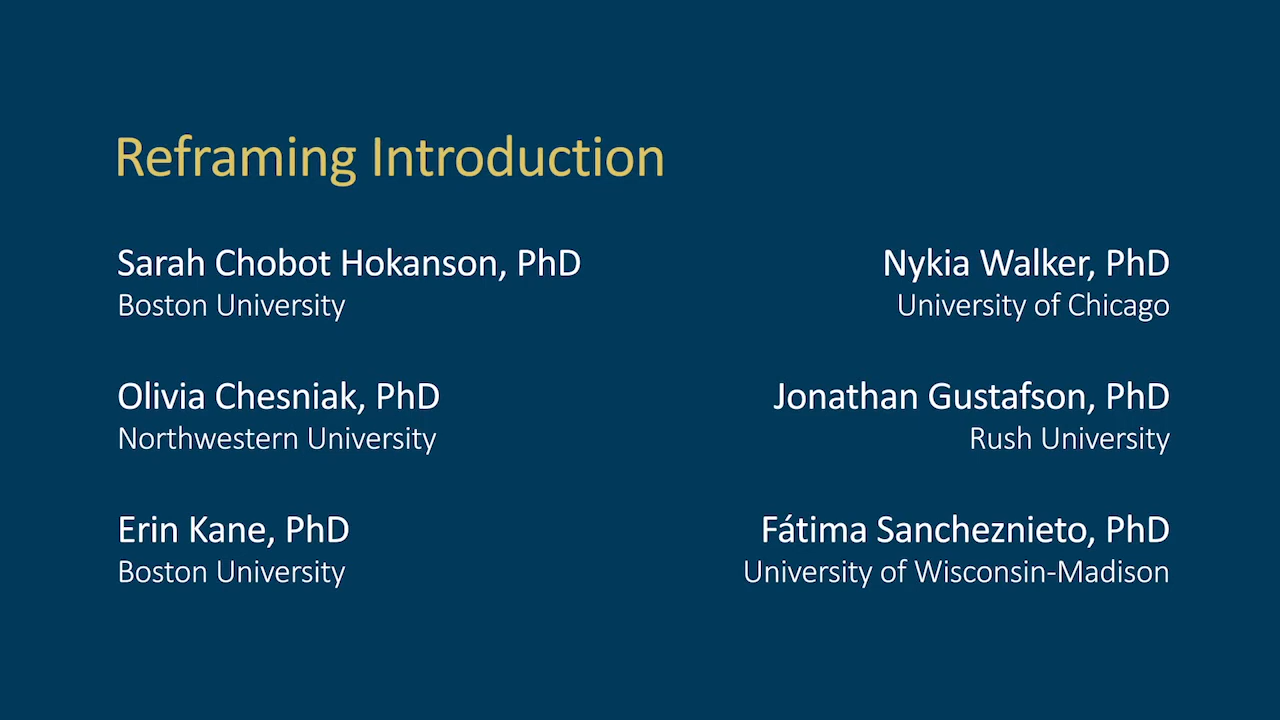 Reframing Introduction
Sarah Chobot Hokanson, PhD
Boston University
Nykia Walker, PhD
University of Chicago
Olivia Chesniak, PhD
Northwestern University
Jonathan Gustafson, PhD
Rush University
Erin Kane, PhD
Boston University
Fátima Sancheznieto, PhD
University of Wisconsin-Madison